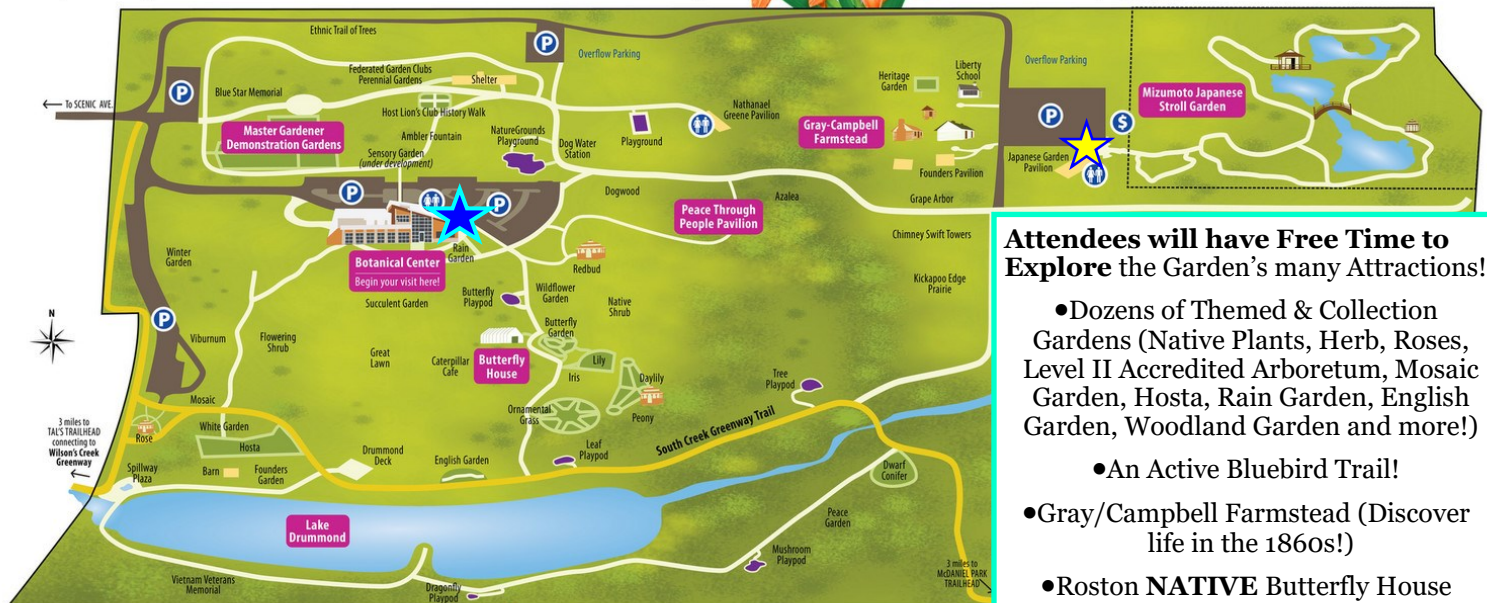 Ethnic Trail of Trees
P
Overflow Parking
Federated Garden Clubs
Perennial Gardens
Shelter
P
Blue Star Memorial
← To SCENIC AVE.
Host Lion's Club History Walk
Master Gardener
Demonstration Gardens
Ambler Fountain
Sensory Garden
(under development)
NatureGrounds
Playground
Dog Water
Station
Playground
Nathanael
Greene Pavilion
Heritage
Garden
Liberty
School
Gray-Campbell
Farmstead
Founders Pavilion
Overflow Parking
P
$
Mizumoto Japanese
Stroll Garden
Japanese Garden
Pavilion
P
P
Dogwood
Azalea
Grape Arbor
Peace Through
People Pavilion
Chimney Swift Towers
Kickapoo Edge
Prairie
Winter
Garden
Botanical Center
Begin your visit here!
Rain
Garden
Redbud
Succulent Garden
Butterfly
Playpod
Wildflower
Garden
Native
Shrub
Butterfly
Garden
N
P
Viburnum
Flowering
Shrub
Great
Lawn
Caterpillar
Cafe
Butterfly
House
Lily
Iris
Daylily
Peony
Tree
Playpod
Mosaic
Ornamental
Grass
South Creek Greenway Trail
3 miles to
TAL'S TRAILHEAD
connecting to
Wilson's Creek
Greenway
Rose
White Garden
Hosta
Barn
Founders
Garden
Drummond
Deck
English Garden
Leaf
Playpod
Spillway
Plaza
Dwarf
Conifer
Lake
Drummond
Peace
Garden
Mushroom
Playpod
Vietnam Veterans
Memorial
Dragonfly
Playpod
3 miles to
McDANIEL PARK
TRAILHEAD
Attendees will have Free Time to
Explore the Garden's many Attractions!
•Dozens of Themed & Collection
Gardens (Native Plants, Herb, Roses,
Level II Accredited Arboretum, Mosaic
Garden, Hosta, Rain Garden, English
Garden, Woodland Garden and more!)
•An Active Bluebird Trail!
•Gray/Campbell Farmstead (Discover
life in the 1860s!)
•Roston NATIVE Butterfly House